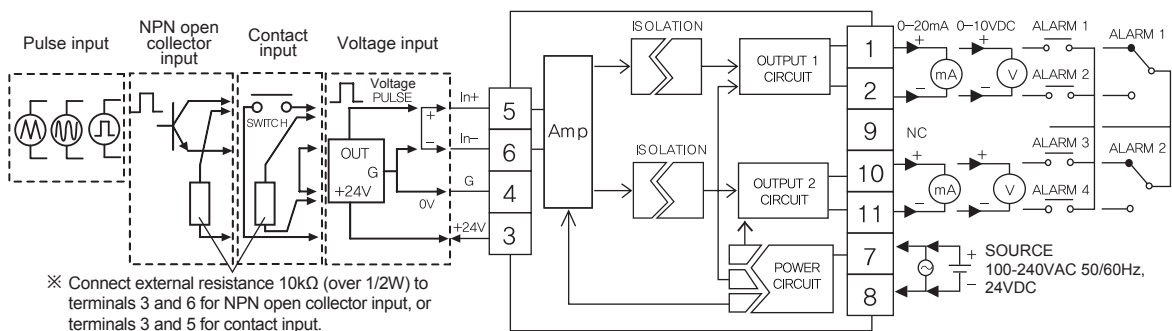 Pulse input
NPN open
collector
input
Contact
input
Voltage input
SWITCH
Voltage
PULSE
OUT
G
+24V
+
−
0V
In+
In−
G
+24V
5
6
4
3
Amp
ISOLATION
ISOLATION
OUTPUT 1
CIRCUIT
OUTPUT 2
CIRCUIT
POWER
CIRCUIT
1
2
9
10
11
7
8
0−20mA
0−10VDC
ALARM 1
ALARM 1
+
mA
−
+
V
−
ALARM 2
NC
ALARM 3
ALARM 2
+
mA
−
+
V
−
ALARM 4
+
−
SOURCE
100-240VAC 50/60Hz,
24VDC
※ Connect external resistance 10kΩ (over 1/2W) to
terminals 3 and 6 for NPN open collector input, or
terminals 3 and 5 for contact input.